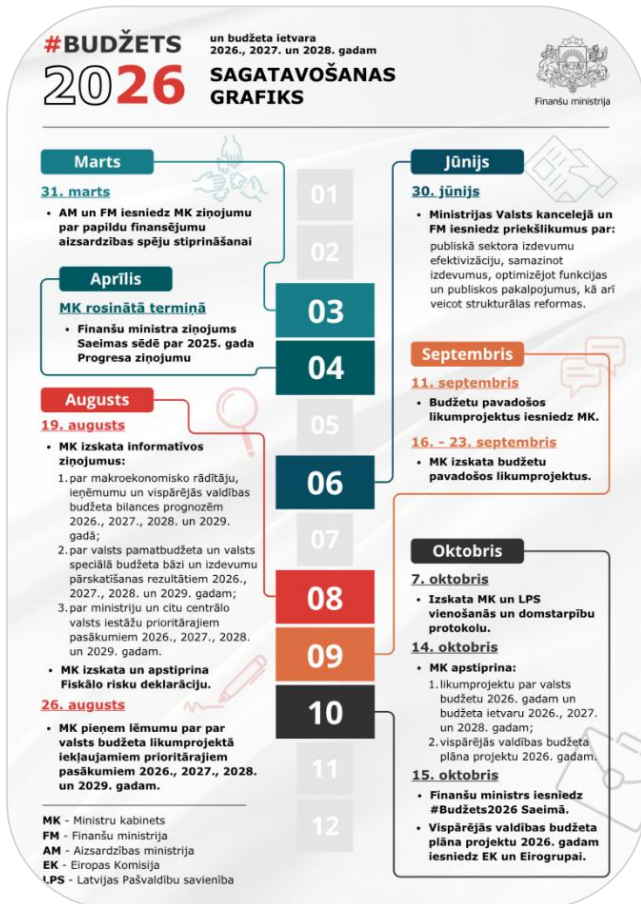 #BUDŽETS
2026
un budžeta ietvara
2026., 2027. un 2028. gadam
SAGATAVOŠANAS
GRAFIKS
Finanšu ministrija
Marts
31. marts
• AM un FM iesniedz MK ziņojumu
par papildu finansējumu
aizsardzības spēju stiprināšanai
Aprīlis
MK rosinātā termiņā
• Finanšu ministra ziņojums
Saeimas sēdē par 2025. gada
Progresa ziņojumu
Augusts
19. augusts
• MK izskata informatīvos
ziņojumus:
1. par makroekonomisko rādītāju,
ieņēmumu un vispārējās valdības
budžeta bilances prognozēm
2026., 2027., 2028. un 2029.
gadā;
2. par valsts pamatbudžeta un valsts
speciālā budžeta bāzi un izdevumu
pārskatīšanas rezultātiem 2026.,
2027., 2028. un 2029. gadam;
3. par ministriju un citu centrālo
valsts iestāžu prioritārajiem
pasākumiem 2026., 2027., 2028.
un 2029. gadam.
• MK izskata un apstiprina
Fiskālo risku deklarāciju.
26. augusts
• MK pieņem lēmumu par par
valsts budžeta likumprojektā
iekļaujamiem prioritārajiem
pasākumiem 2026., 2027., 2028.
un 2029. gadam.
MK - Ministru kabinets
FM - Finanšu ministrija
AM - Aizsardzības ministrija
EK - Eiropas Komisija
LPS - Latvijas Pašvaldību savienība
01
02
03
04
05
06
07
08
09
10
11
12
Jūnijs
30. jūnijs
• Ministrijas Valsts kancelejā un
FM iesniedz priekšlikumus par:
publiskā sektora izdevumu
efektivizāciju, samazinot
izdevumus, optimizējot funkcijas
un publiskos pakalpojumus, kā arī
veicot strukturālas reformas.
Septembris
11. septembris
• Budžetu pavadošos
likumprojektus iesniedz MK.
16. - 23. septembris
• MK izskata budžetu
pavadošos likumprojektus.
Oktobris
7. oktobris
• Izskata MK un LPS
vienošanās un domstarpību
protokolu.
14. oktobris
• MK apstiprina:
1. likumprojektu par valsts
budžetu 2026. gadam un
budžeta ietvaru 2026., 2027.
un 2028. gadam;
2. vispārējās valdības budžeta
plāna projektu 2026. gadam.
15. oktobris
• Finanšu ministrs iesniedz
#Budžets2026 Saeimā.
• Vispārējās valdības budžeta
plāna projektu 2026. gadam
iesniedz EK un Eirogrupai.